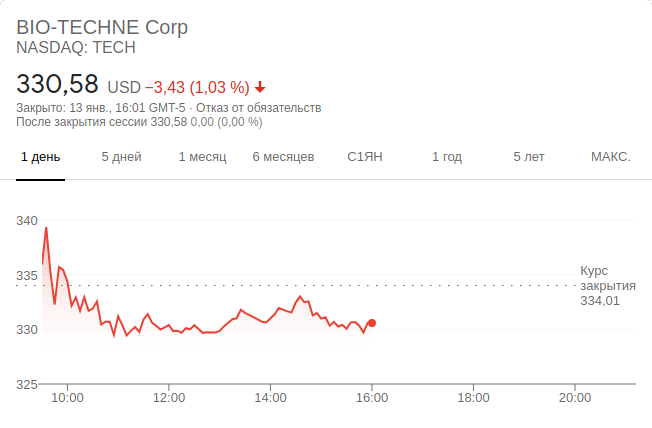 BIO-TECHNE Corp
NASDAQ: TECH
330,58 USD −3,43 (1,03 %)
Закрыто: 13 янв., 16:01 GMT-5 · Отказ от обязательств
После закрытия сессии 330,58 0,00 (0,00 %)
1 день 5 дней 1 месяц 6 месяцев С1ЯН 1 год 5 лет МАКС.
340
335
330
325
Курс
закрытия
334,01
10:00 12:00 14:00 16:00 18:00 20:00